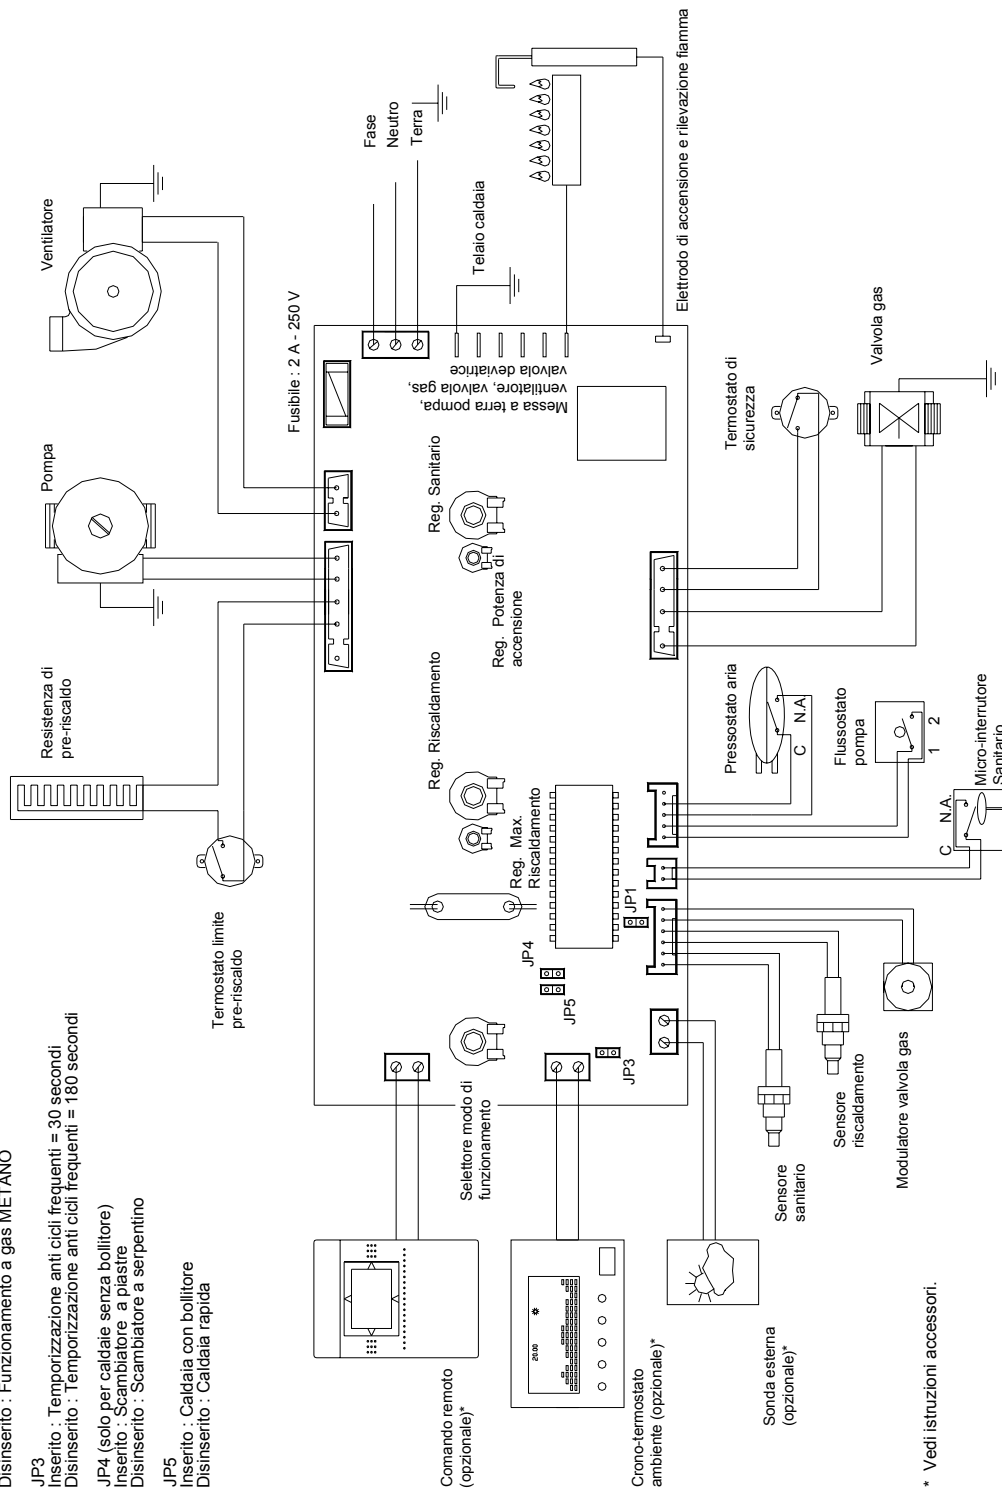 Disinserito : Funzionamento a gas METANO
JP3
Inserito : Temporizzazione anti cicli frequenti = 30 secondi
Disinserito : Temporizzazione anti cicli frequenti = 180 secondi
JP4 (solo per caldaie senza bollitore)
Inserito : Scambiatore a piastre
Disinserito : Scambiatore a serpentino
JP5
Inserito : Caldaia con bollitore
Disinserito : Caldaia rapida
Resistenza di
pre-riscaldo
Pompa
Ventilatore
Termostato limite
pre-riscaldo
Fusibile : 2 A - 250 V
Fase
Neutro
Terra
Telaio caldaia
Messa a terra pompa,
ventilatore, valvola gas,
valvola deviatrice
Elettrodo di accensione e rilevazione fiamma
Reg. Sanitario
Reg. Potenza di
accensione
Reg. Riscaldamento
Reg. Max.
Riscaldamento
JP4
JP5
JP1
JP3
Selettore modo di
funzionamento
Comando remoto
(opzionale)*
20.00
Crono-termostato
ambiente (opzionale)*
Sonda esterna
(opzionale)*
Sensore
sanitario
Sensore
riscaldamento
Modulatore valvola gas
C N.A.
Micro-interrutore
Sanitario
Flussostato
pompa
1 2
Pressostato aria
C N.A.
Termostato di
sicurezza
Valvola gas
* Vedi istruzioni accessori.